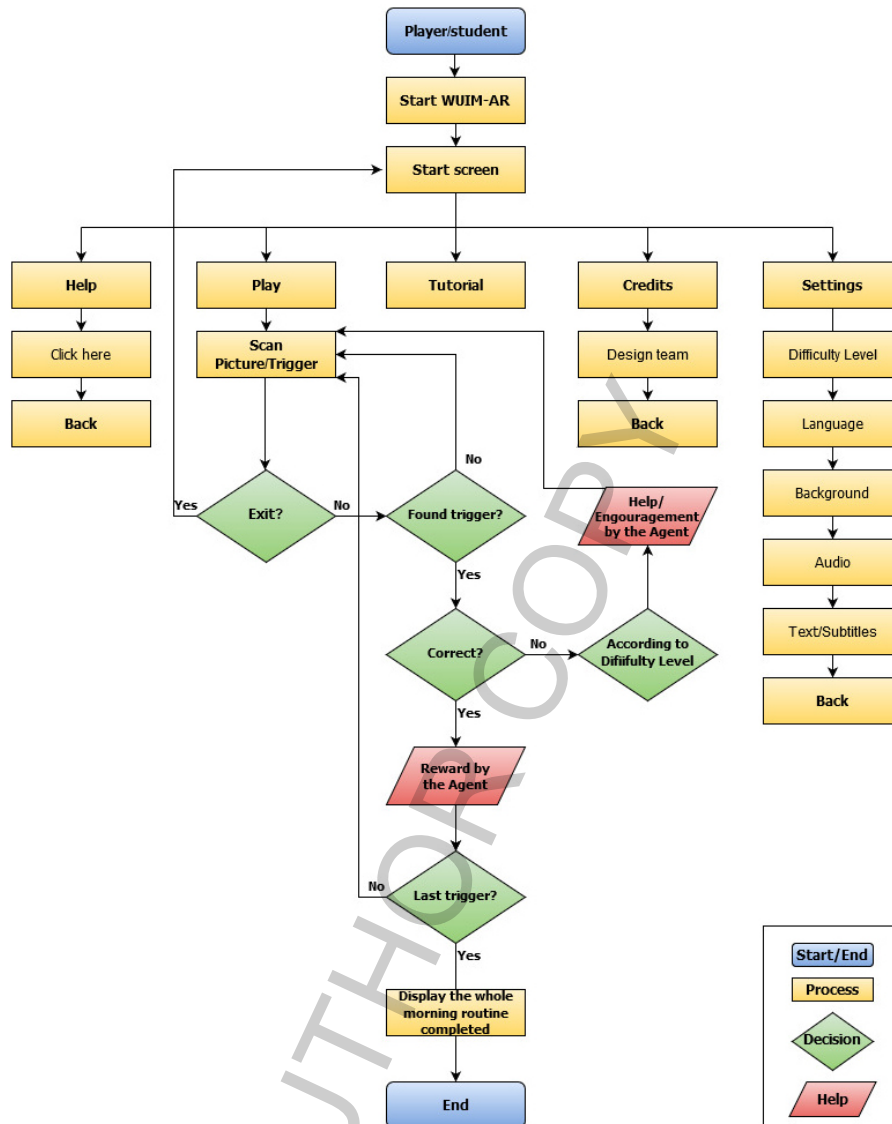 Player/student
Start WUIM-AR
Start screen
Help
Play
Tutorial
Credits
Settings
Click here
Scan
Picture/Trigger
Design team
Difficulty Level
Back
Back
Language
No
Yes
Exit?
No
Found trigger?
Help/
Engouragement
by the Agent
Background
Yes
Audio
Correct?
No
According to
Difiifulty Level
Text/Subtitles
Yes
Back
Reward by
the Agent
No
Last trigger?
Yes
Display the whole
morning routine
completed
End
Start/End
Process
Decision
Help
UTHOR COPY